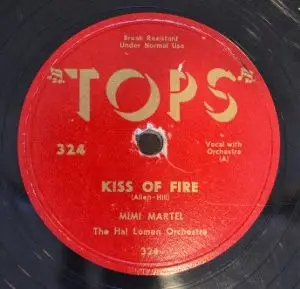 Break Resistant
Under Normal Use
"TOPS"
324
Vocal with
Orchestra
(A)
KISS OF FIRE
(Allen-Hill)
MIMI MARTEL
The Hal Lomen Orchestra
324